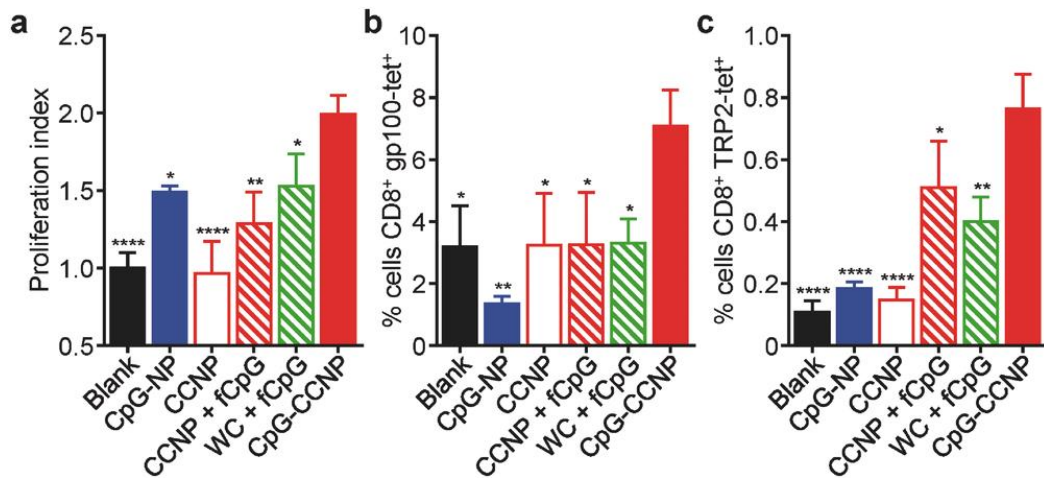 a
Proliferation index
2.5
2.0
1.5
1.0
0.5
****
*
****
**
*
Blank
CpG-NP
CCNP
CCNP + fCpG
WC + fCpG
CpG-CCNP
b
% cells CD8⁺ gp100-tet⁺
10
8
6
4
2
0
*
**
*
*
*
Blank
CpG-NP
CCNP
CCNP + fCpG
WC + fCpG
CpG-CCNP
c
% cells CD8⁺ TRP2-tet⁺
1.0
0.8
0.6
0.4
0.2
0
****
****
****
*
**
Blank
CpG-NP
CCNP
CCNP + fCpG
WC + fCpG
CpG-CCNP